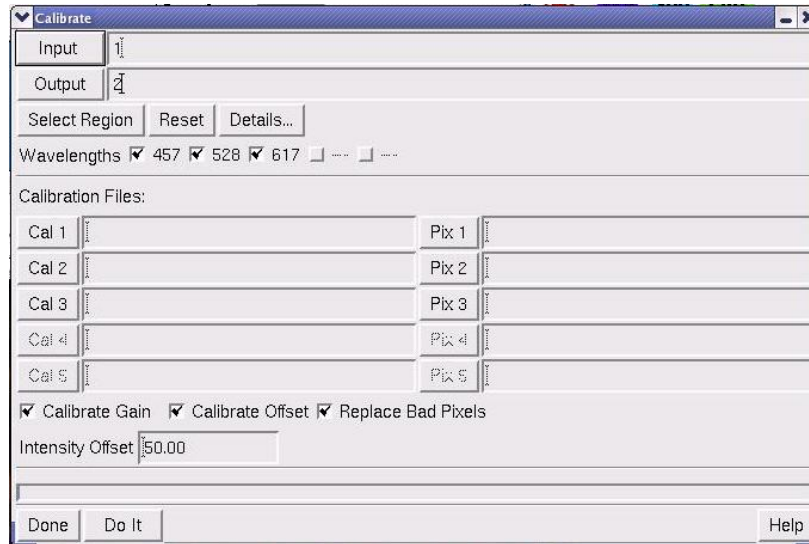 Calibrate
Input 1
Output 2
Select Region Reset Details...
Wavelengths 457 528 617 --- ---
Calibration Files:
Cal 1 Pix 1
Cal 2 Pix 2
Cal 3 Pix 3
Cal 4 Pix 4
Cal 5 Pix 5
Calibrate Gain Calibrate Offset Replace Bad Pixels
Intensity Offset 50.00
Done Do It Help